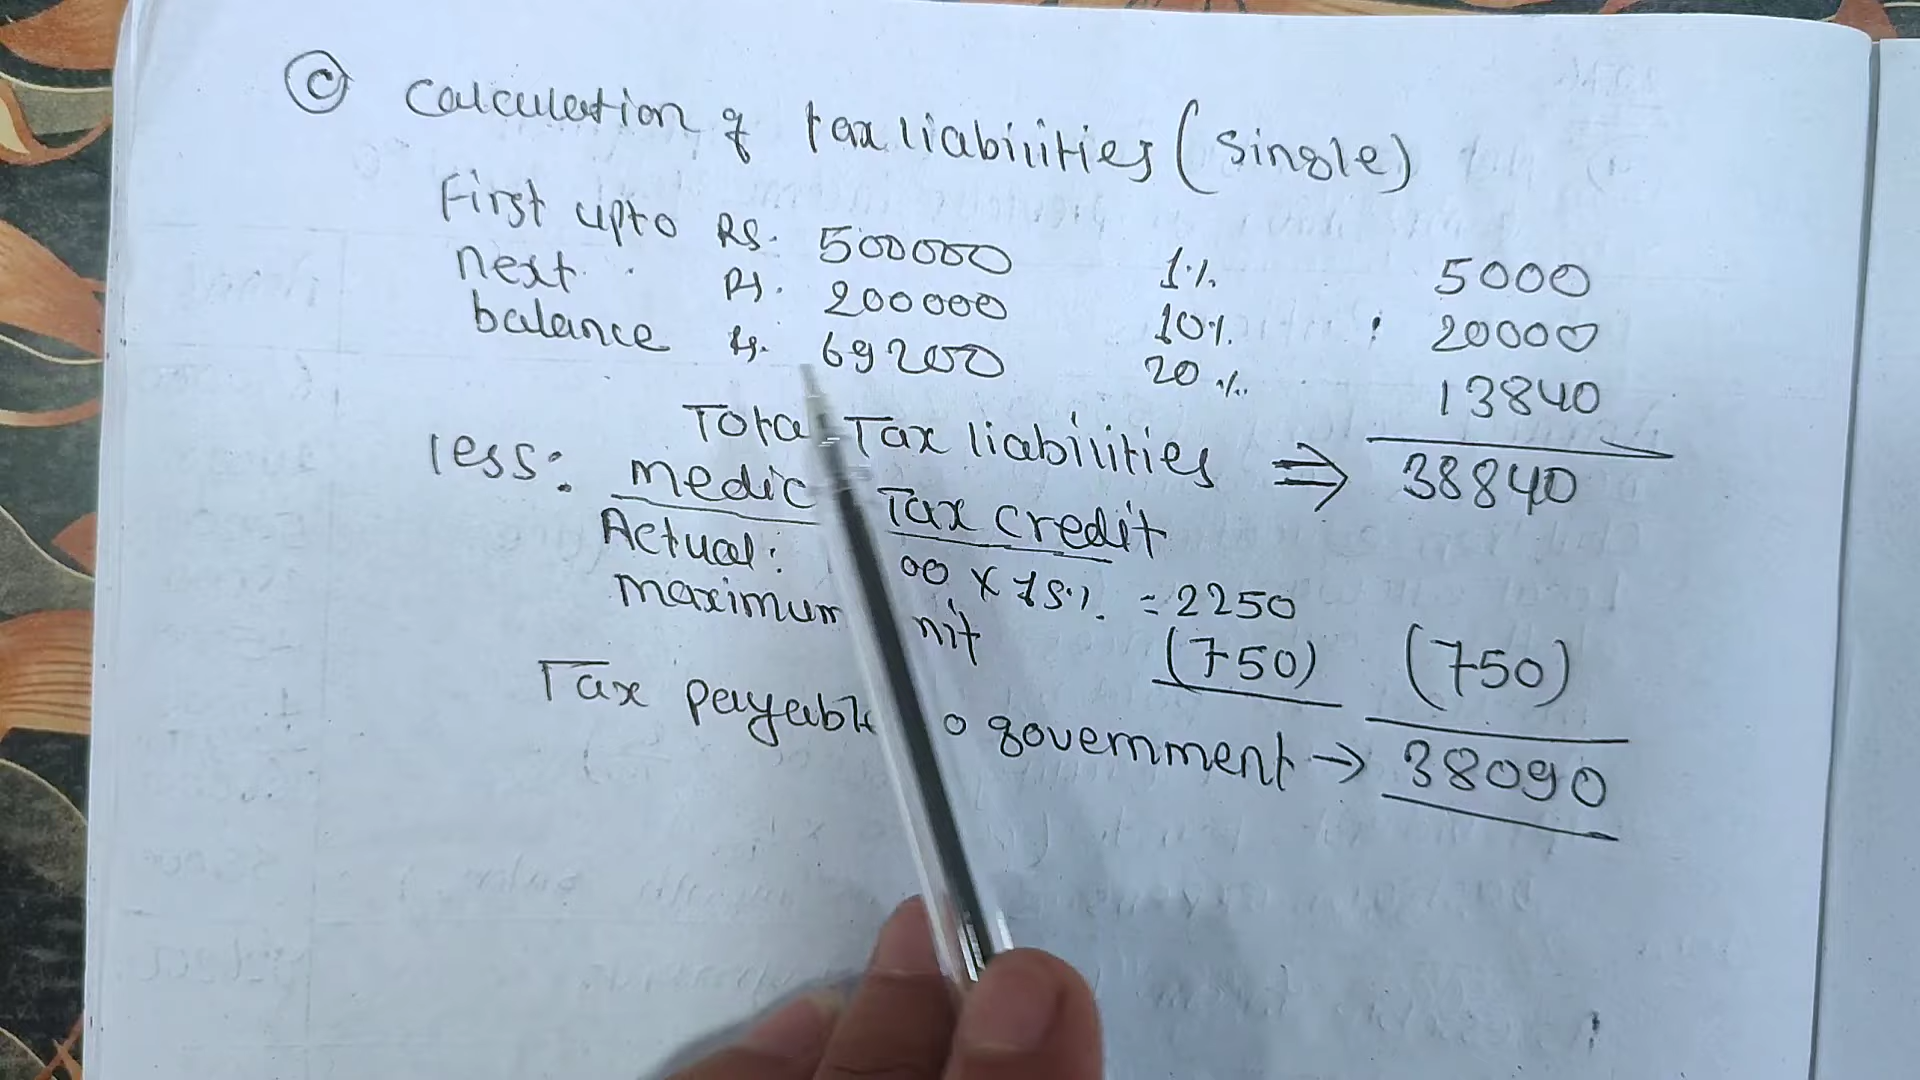 C Calculation of tax liabilities (single)
First upto RS. 500000 1% 5000
next Rs. 200000 10% 20000
balance Rs. 69200 20% 13840
Total Tax liabilities ⇒ 38840
less: medic Tax credit
Actual: 00 X 15% = 2250
maximum mit (750) (750)
Tax payable o government → 38090